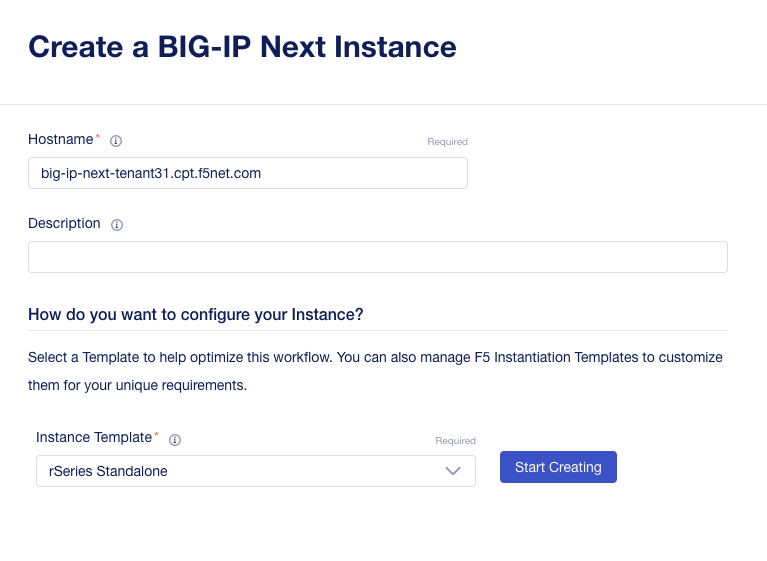 Create a BIG-IP Next Instance
Hostname*
Required
big-ip-next-tenant31.cpt.f5net.com
Description
How do you want to configure your Instance?
Select a Template to help optimize this workflow. You can also manage F5 Instantiation Templates to customize
them for your unique requirements.
Instance Template*
Required
rSeries Standalone
Start Creating